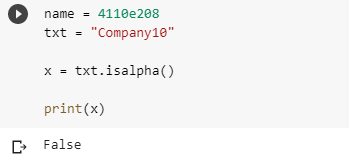 name = 4110e208
txt = "Company10"
x = txt.isalpha()
print(x)
False